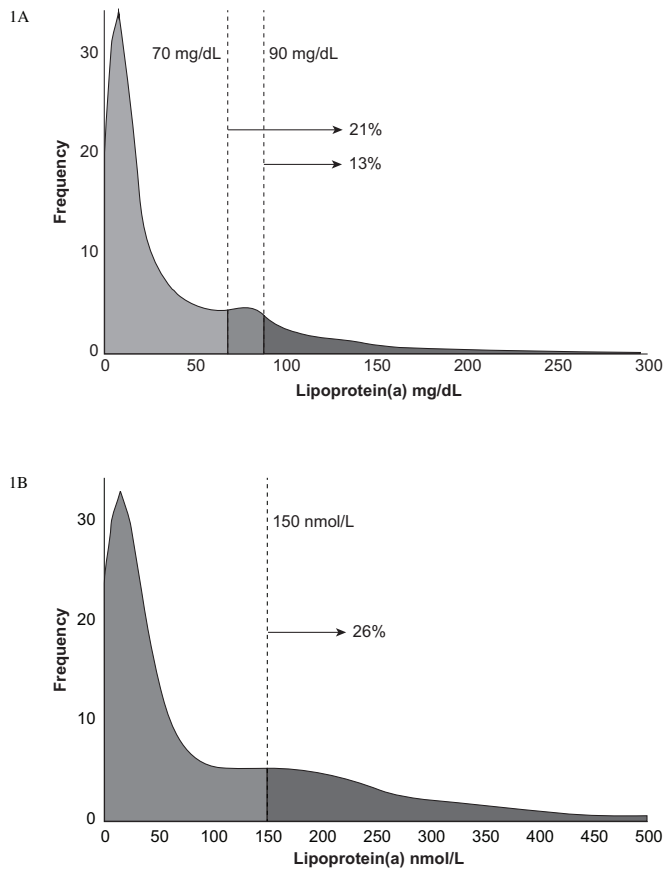 1A
70 mg/dL 90 mg/dL
21%
13%
Frequency
30
20
10
0
0 50 100 150 200 250 300
Lipoprotein(a) mg/dL
1B
150 nmol/L
26%
Frequency
30
20
10
0
0 50 100 150 200 250 300 350 400 450 500
Lipoprotein(a) nmol/L